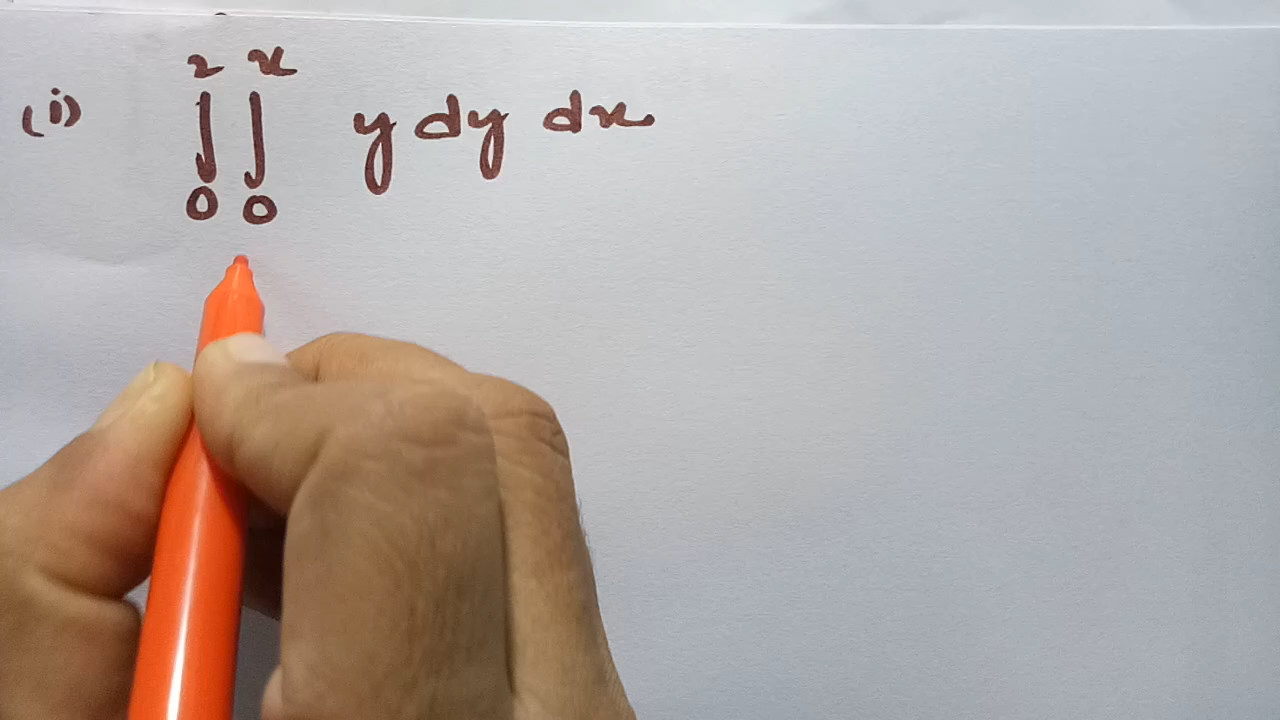 (i) ∫₀² ∫₀ˣ y dy dx